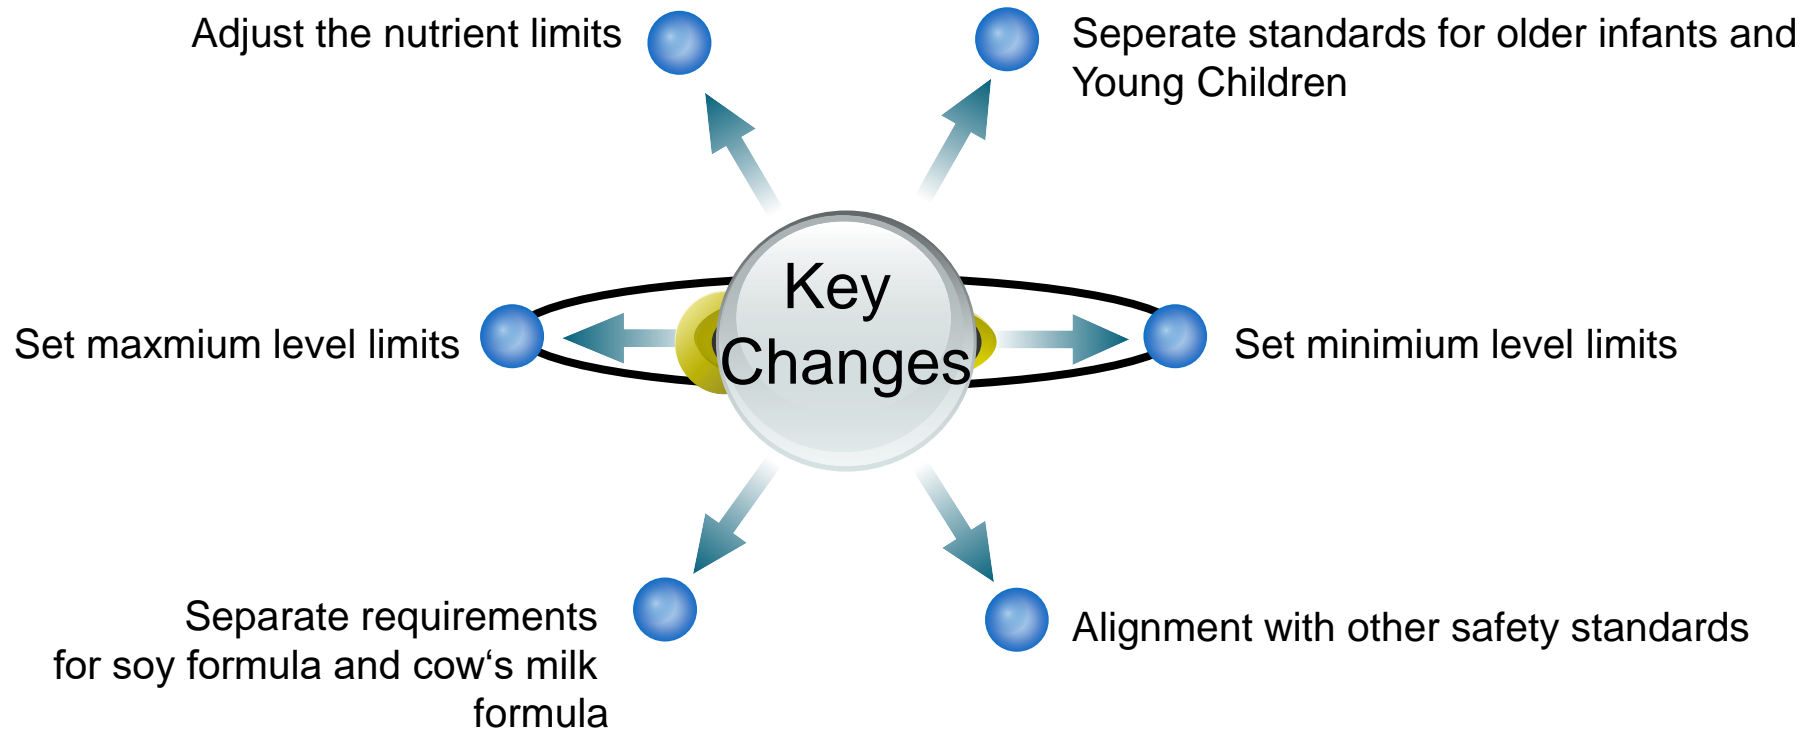 Adjust the nutrient limits
Seperate standards for older infants and
Young Children
Key
Changes
Set maxmium level limits
Set minimium level limits
Separate requirements
for soy formula and cow‘s milk
formula
Alignment with other safety standards